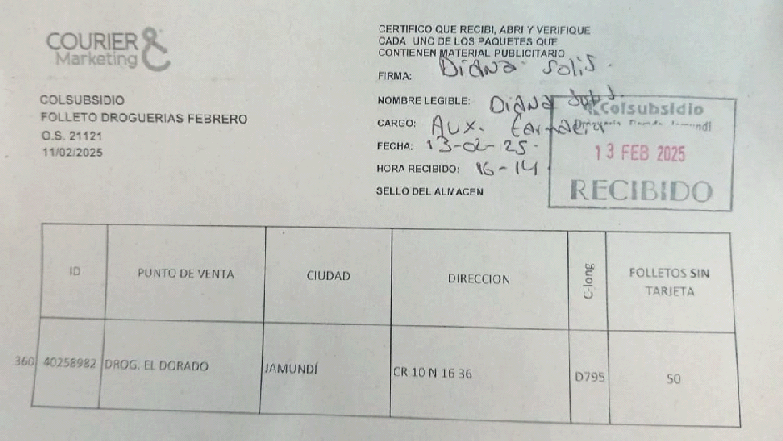 COURIER &
Marketing
COLSUBSIDIO
FOLLETO DROGUERIAS FEBRERO
O.S. 21121
11/02/2025
CERTIFICO QUE RECIBI, ABRI Y VERIFIQUE
CADA UNO DE LOS PAQUETES QUE
CONTIENEN MATERIAL PUBLICITARIO
FIRMA: Diana Solis.
NOMBRE LEGIBLE: Diana Solis.
CARGO: Aux.
FECHA: 13-02-25.
HORA RECIBIDO: 16-14
SELLO DEL ALMACEN
Colsubsidio
13 FEB 2025
RECIBIDO
ID PUNTO DE VENTA CIUDAD DIRECCION C-long FOLLETOS SIN
TARJETA
360 40258982 DROG. EL DORADO JAMUNDÍ CR 10 N 16 36 D795 50